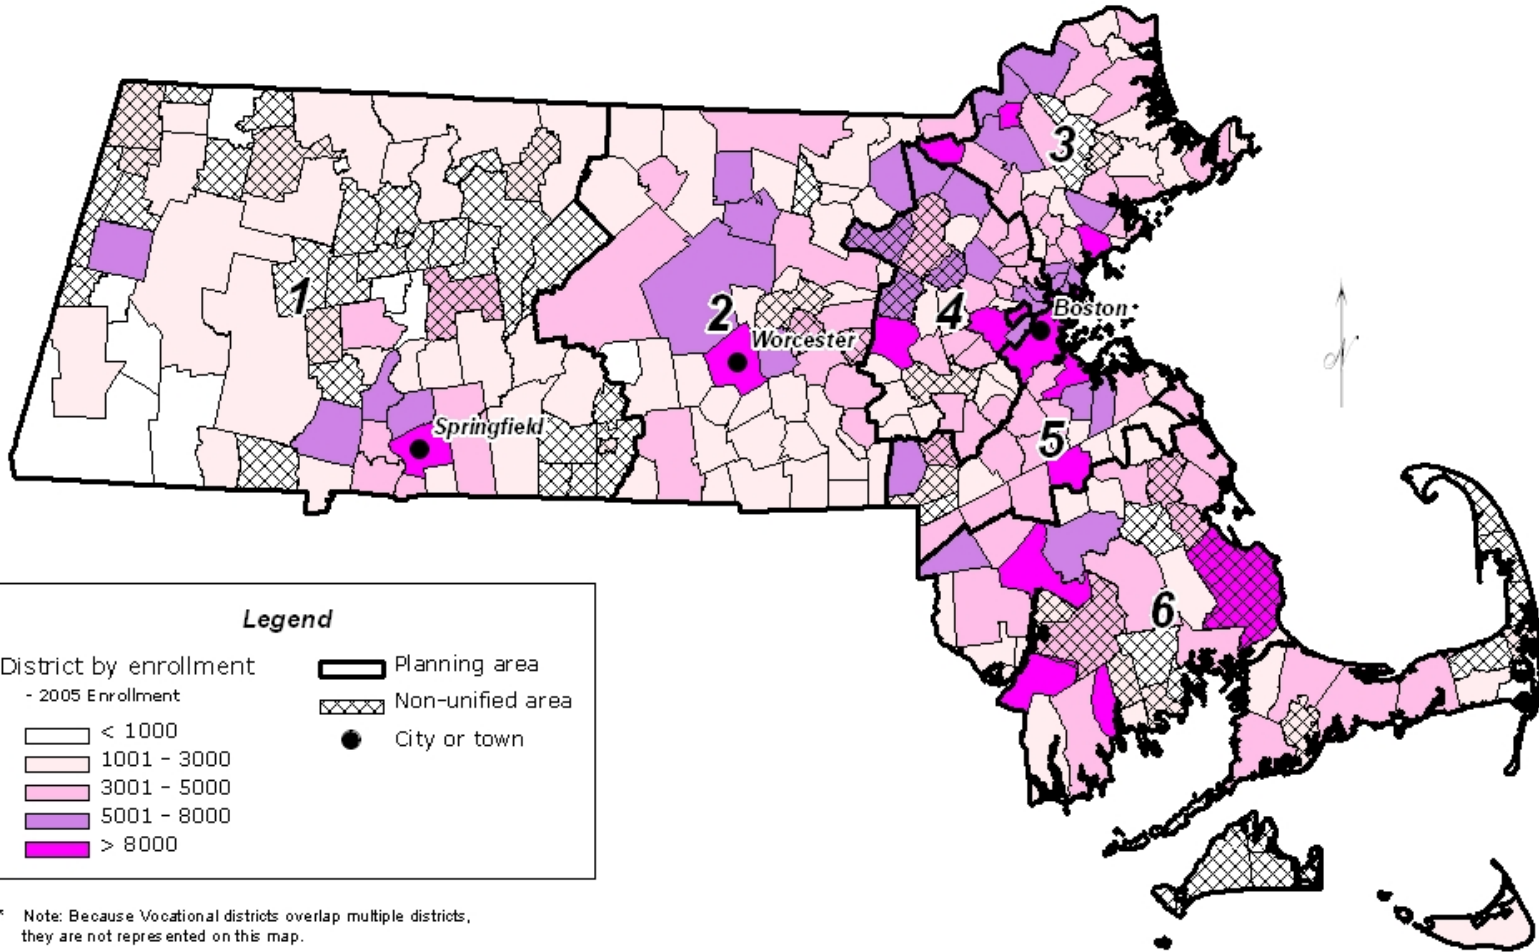 3
1
2
4
Boston
Worcester
Springfield
5
6
N
Legend
District by enrollment
- 2005 Enrollment
< 1000
1001 - 3000
3001 - 5000
5001 - 8000
> 8000
Planning area
Non-unified area
City or town
* Note: Because Vocational districts overlap multiple districts,
they are not represented on this map.